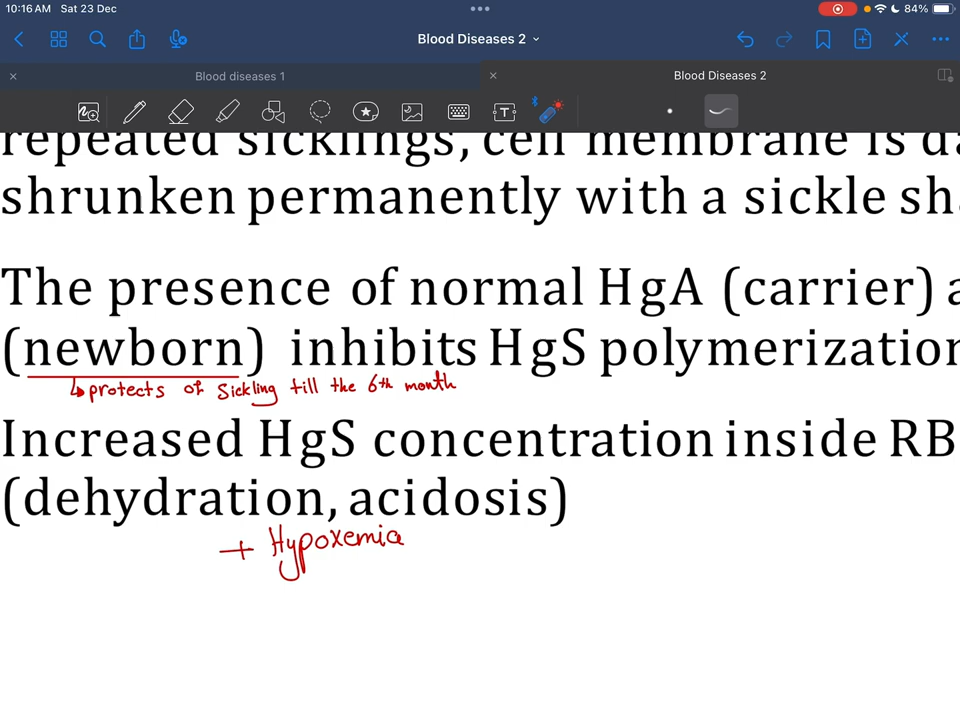 10:16 AM Sat 23 Dec
84%
Blood Diseases 2
Blood diseases 1
Blood Diseases 2
repeated sicklings, cell membrane is da
shrunken permanently with a sickle sha
The presence of normal HgA (carrier) a
(newborn) inhibits HgS polymerization
↳protects of Sickling till the 6th month
Increased HgS concentration inside RB
(dehydration, acidosis)
+ Hypoxemia